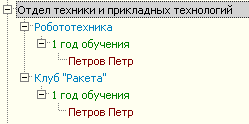 Отдел техники и прикладных технологий
Робототехника
1 год обучения
Петров Петр
Клуб "Ракета"
1 год обучения
Петров Петр